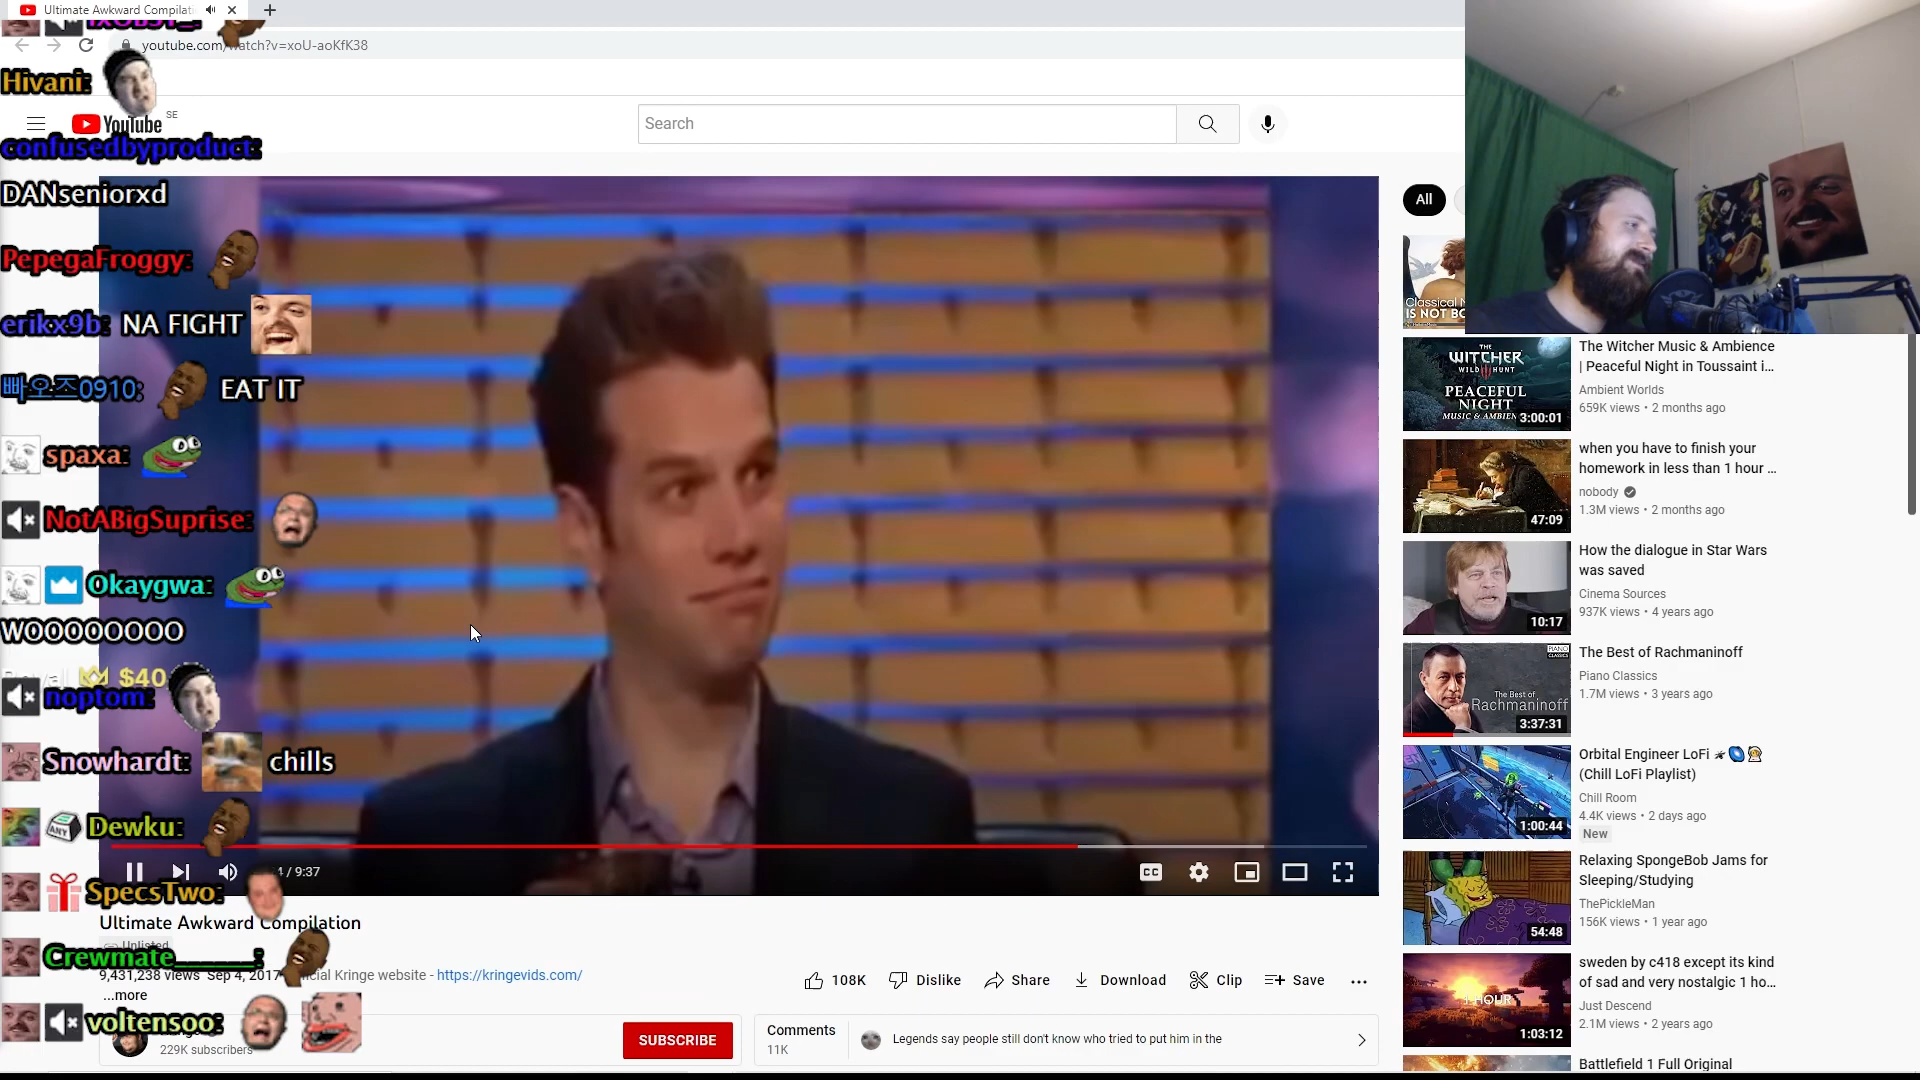 Ultimate Awkward Compilati
youtube.com/watch?v=xoU-aoKfK38
Hivani:
YouTube SE
Search
confusedbyproduct:
DANseniorxd
PepegaFroggy:
erikx9b: NA FIGHT
빠오즈0910: EAT IT
spaxa:
NotABigSuprise:
Okaygwa:
WOOOOOOOO
$40
noptom:
Snowhardt: chills
ANY
Dewku:
/ 9:37
CC
SpecsTwo:
Ultimate Awkward Compilation
Unlisted
Crewmate______:
9,431,238 views Sep 4, 2017 Kringe website - https://kringevids.com/
...more
108K
Dislike
Share
Download
Clip
Save
voltensoo:
229K subscribers
SUBSCRIBE
Comments
11K
Legends say people still don't know who tried to put him in the
All
Classical
IS NOT BO
THE
WITCHER
WILD HUNT
PEACEFUL
NIGHT
MUSIC & AMBIEN
3:00:01
The Witcher Music & Ambience
| Peaceful Night in Toussaint i...
Ambient Worlds
659K views • 2 months ago
47:09
when you have to finish your
homework in less than 1 hour ...
nobody
1.3M views • 2 months ago
10:17
How the dialogue in Star Wars
was saved
Cinema Sources
937K views • 4 years ago
PIANO
CLASSICS
The Best of
Rachmaninoff
3:37:31
The Best of Rachmaninoff
Piano Classics
1.7M views • 3 years ago
1:00:44
Orbital Engineer LoFi
(Chill LoFi Playlist)
Chill Room
4.4K views • 2 days ago
New
54:48
Relaxing SpongeBob Jams for
Sleeping/Studying
ThePickleMan
156K views • 1 year ago
1 HOUR
1:03:12
sweden by c418 except its kind
of sad and very nostalgic 1 ho...
Just Descend
2.1M views • 2 years ago
Battlefield 1 Full Original